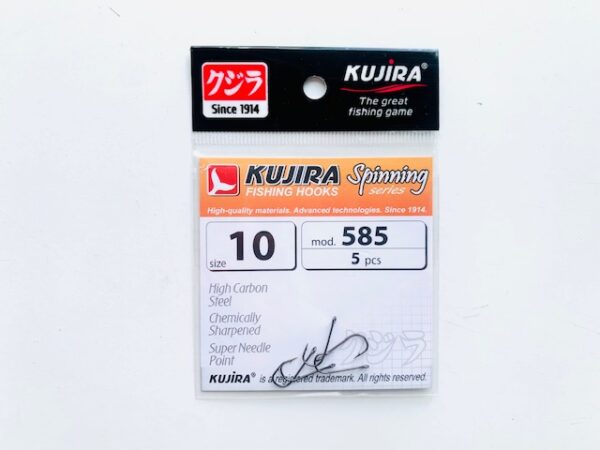 クジラ
Since 1914
KUJIRA®
The great
fishing game
KUJIRA Spinning
FISHING HOOKS series
High-quality materials. Advanced technologies. Since 1914.
size 10
mod. 585
5 pcs
High Carbon
Steel
Chemically
Sharpened
Super Needle
Point
クジラ
KUJIRA® is a registered trademark. All rights reserved.